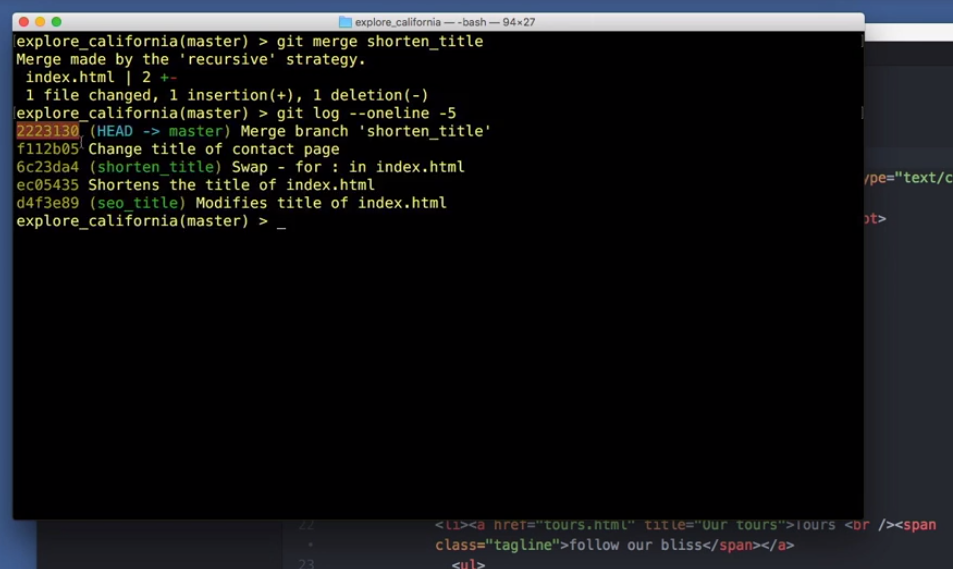 explore_california — -bash — 94×27
explore_california(master) > git merge shorten_title
Merge made by the 'recursive' strategy.
index.html | 2 +-
1 file changed, 1 insertion(+), 1 deletion(-)
explore_california(master) > git log --oneline -5
2223130 (HEAD -> master) Merge branch 'shorten_title'
f112b05 Change title of contact page
6c23da4 (shorten_title) Swap - for : in index.html
ec05435 Shortens the title of index.html
d4f3e89 (seo_title) Modifies title of index.html
explore_california(master) > _
ype="text/c
pt>
22 <li><a href="tours.html" title="Our tours">Tours <br /><span
class="tagline">follow our bliss</span></a>
23 <ul>